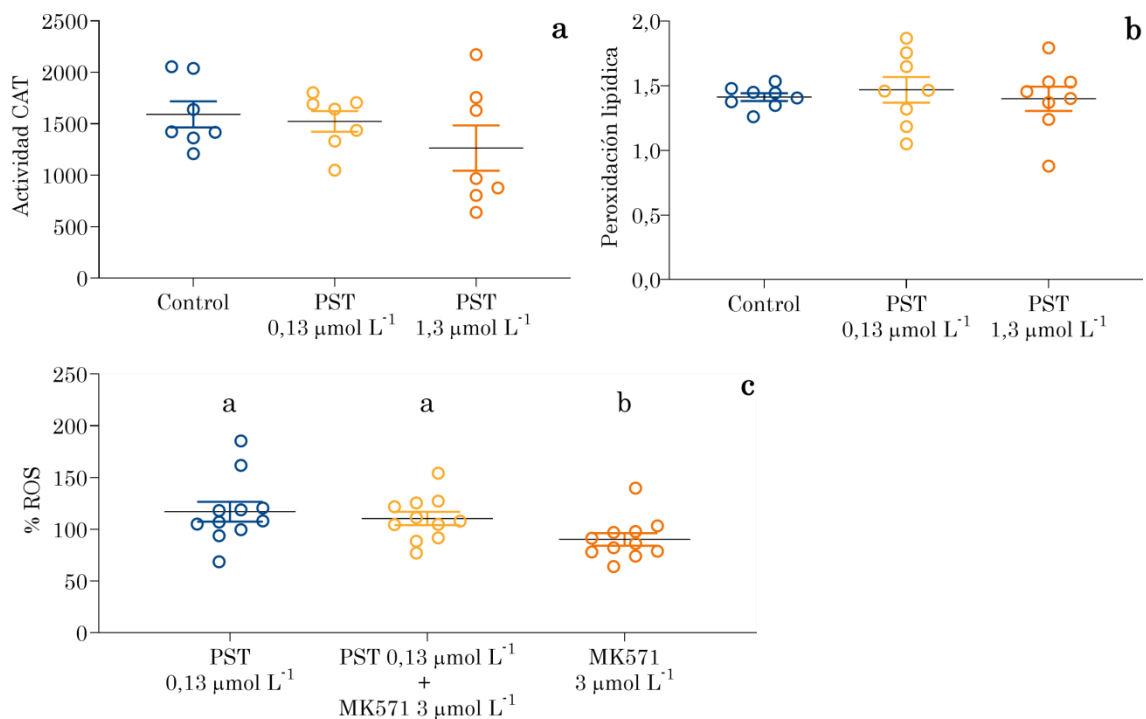 a
Actividad CAT
2500
2000
1500
1000
500
0
Control
PST
0,13 μmol L⁻¹
PST
1,3 μmol L⁻¹
b
Peroxidación lipídica
2,0
1,5
1,0
0,5
0,0
Control
PST
0,13 μmol L⁻¹
PST
1,3 μmol L⁻¹
c
% ROS
250
200
150
100
50
0
a
a
b
PST
0,13 μmol L⁻¹
PST 0,13 μmol L⁻¹
+
MK571 3 μmol L⁻¹
MK571
3 μmol L⁻¹